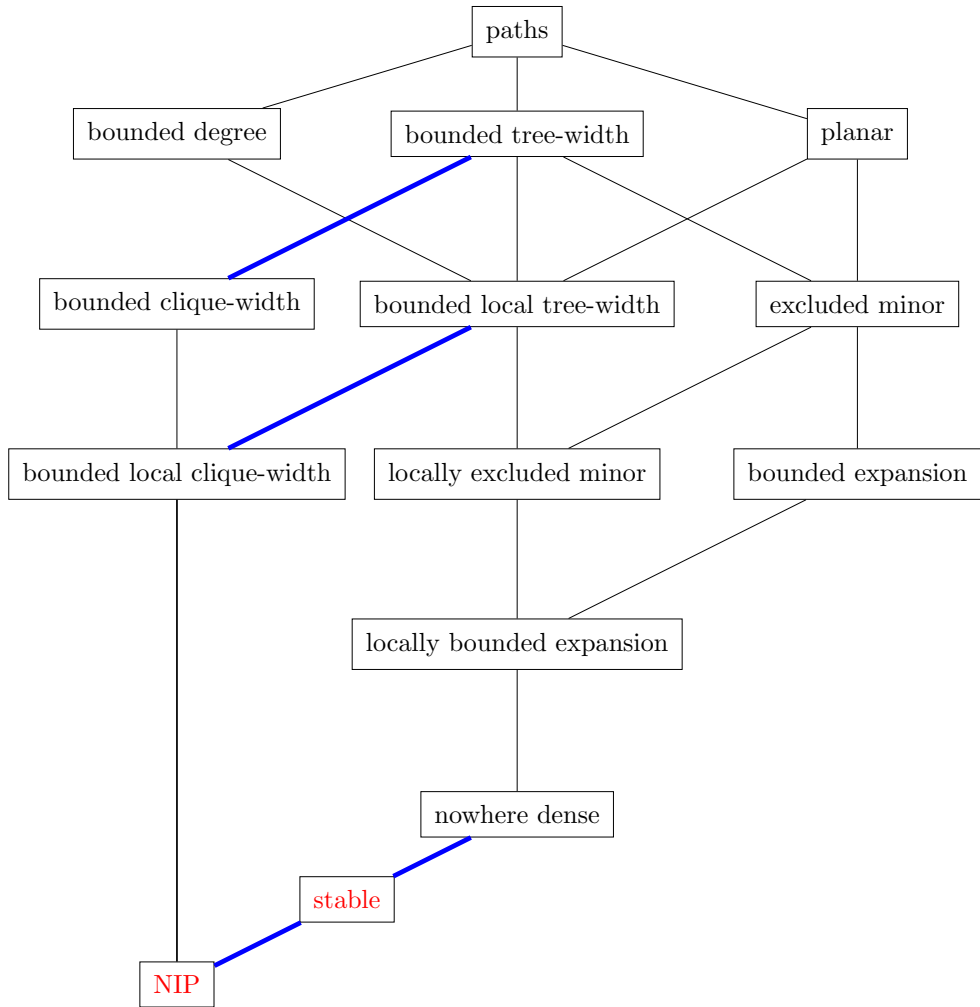 paths
bounded degree
bounded tree-width
planar
bounded clique-width
bounded local tree-width
excluded minor
bounded local clique-width
locally excluded minor
bounded expansion
locally bounded expansion
nowhere dense
stable
NIP